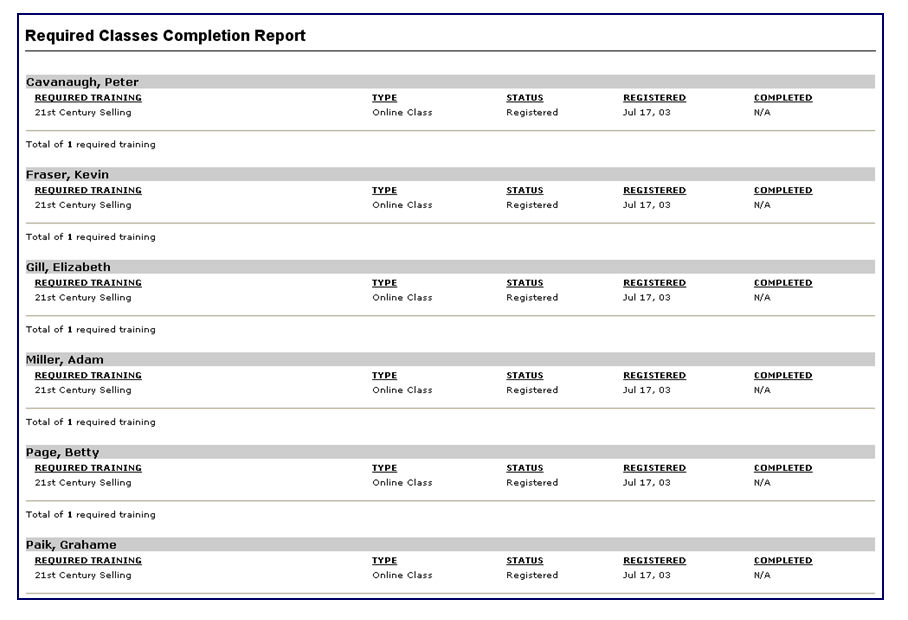 Required Classes Completion Report
Cavanaugh, Peter
REQUIRED TRAINING TYPE STATUS REGISTERED COMPLETED
21st Century Selling Online Class Registered Jul 17, 03 N/A
Total of 1 required training
Fraser, Kevin
REQUIRED TRAINING TYPE STATUS REGISTERED COMPLETED
21st Century Selling Online Class Registered Jul 17, 03 N/A
Total of 1 required training
Gill, Elizabeth
REQUIRED TRAINING TYPE STATUS REGISTERED COMPLETED
21st Century Selling Online Class Registered Jul 17, 03 N/A
Total of 1 required training
Miller, Adam
REQUIRED TRAINING TYPE STATUS REGISTERED COMPLETED
21st Century Selling Online Class Registered Jul 17, 03 N/A
Total of 1 required training
Page, Betty
REQUIRED TRAINING TYPE STATUS REGISTERED COMPLETED
21st Century Selling Online Class Registered Jul 17, 03 N/A
Total of 1 required training
Paik, Grahame
REQUIRED TRAINING TYPE STATUS REGISTERED COMPLETED
21st Century Selling Online Class Registered Jul 17, 03 N/A